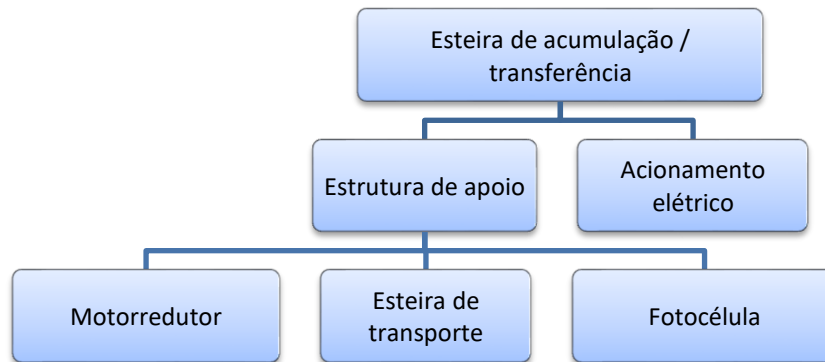 Esteira de acumulação /
transferência
Estrutura de apoio
Acionamento
elétrico
Motorredutor
Esteira de
transporte
Fotocélula